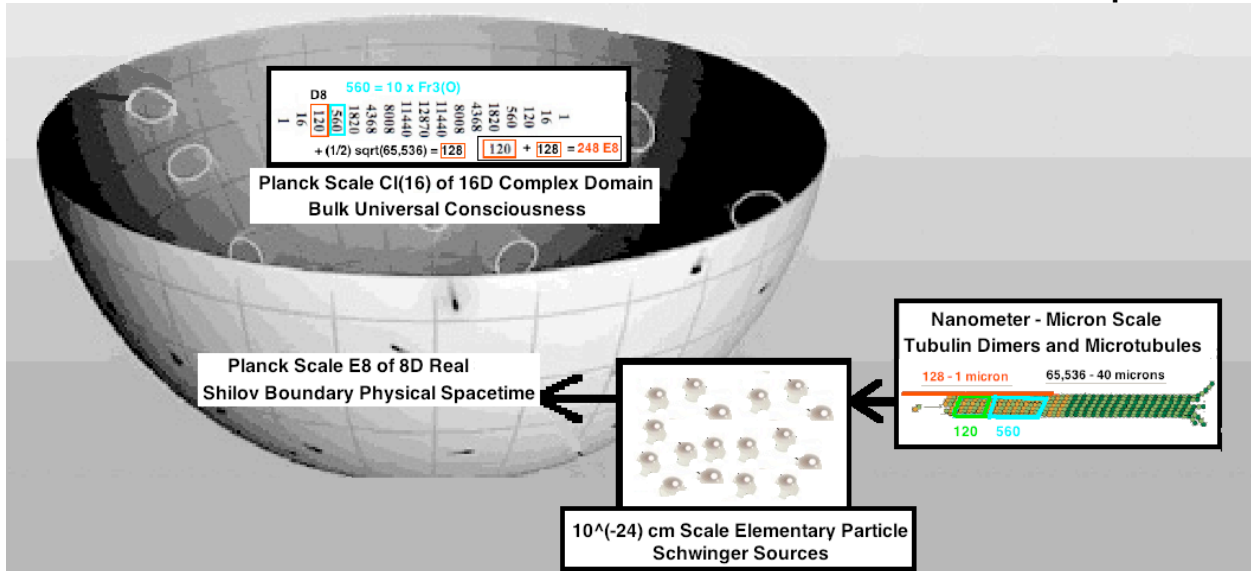 560 = 10 x Fr3(O)
D8
1 16 120 560 1820 4368 8008 11440 12870 11440 8008 4368 1820 560 120 16 1
+ (1/2) sqrt(65,536) = 128 120 + 128 = 248 E8
Planck Scale Cl(16) of 16D Complex Domain
Bulk Universal Consciousness
Planck Scale E8 of 8D Real
Shilov Boundary Physical Spacetime
Nanometer - Micron Scale
Tubulin Dimers and Microtubules
128 - 1 micron 65,536 - 40 microns
120 560
10^(-24) cm Scale Elementary Particle
Schwinger Sources